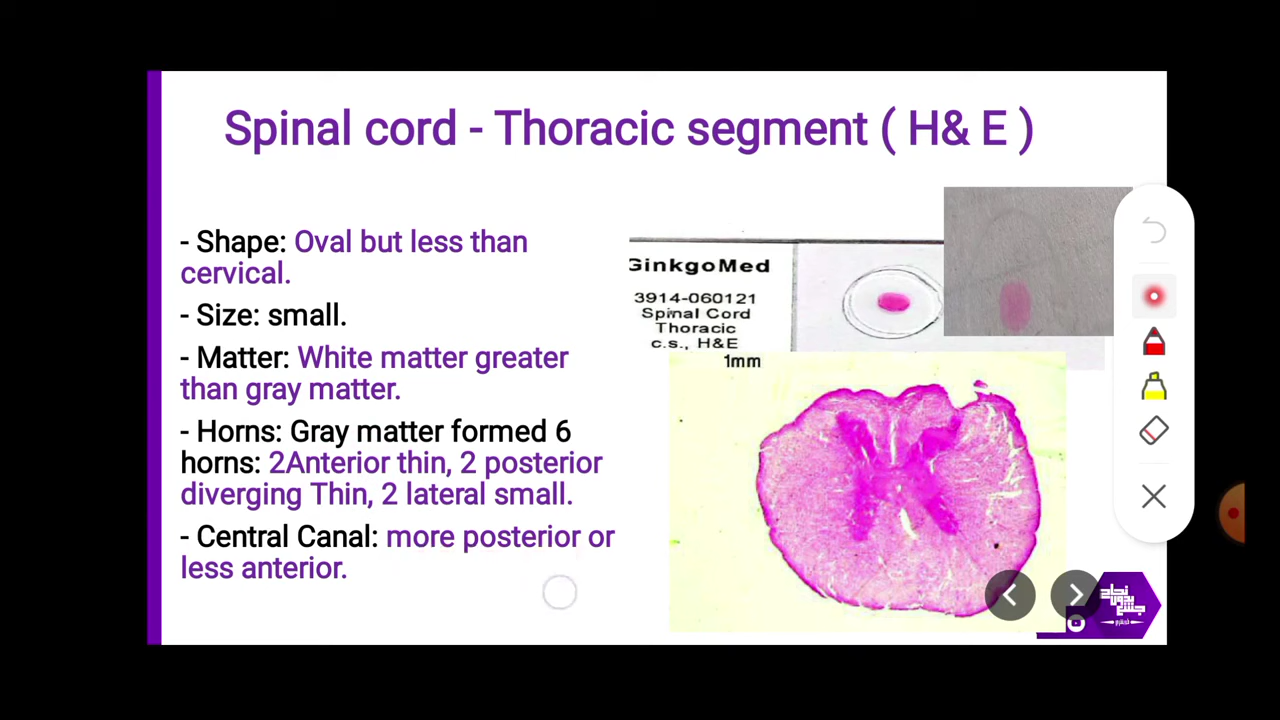 Spinal cord - Thoracic segment ( H& E )
- Shape: Oval but less than
cervical.
- Size: small.
- Matter: White matter greater
than gray matter.
- Horns: Gray matter formed 6
horns: 2Anterior thin, 2 posterior
diverging Thin, 2 lateral small.
- Central Canal: more posterior or
less anterior.
GinkgoMed
3914-060121
Spinal Cord
Thoracic
c.s., H&E
1mm